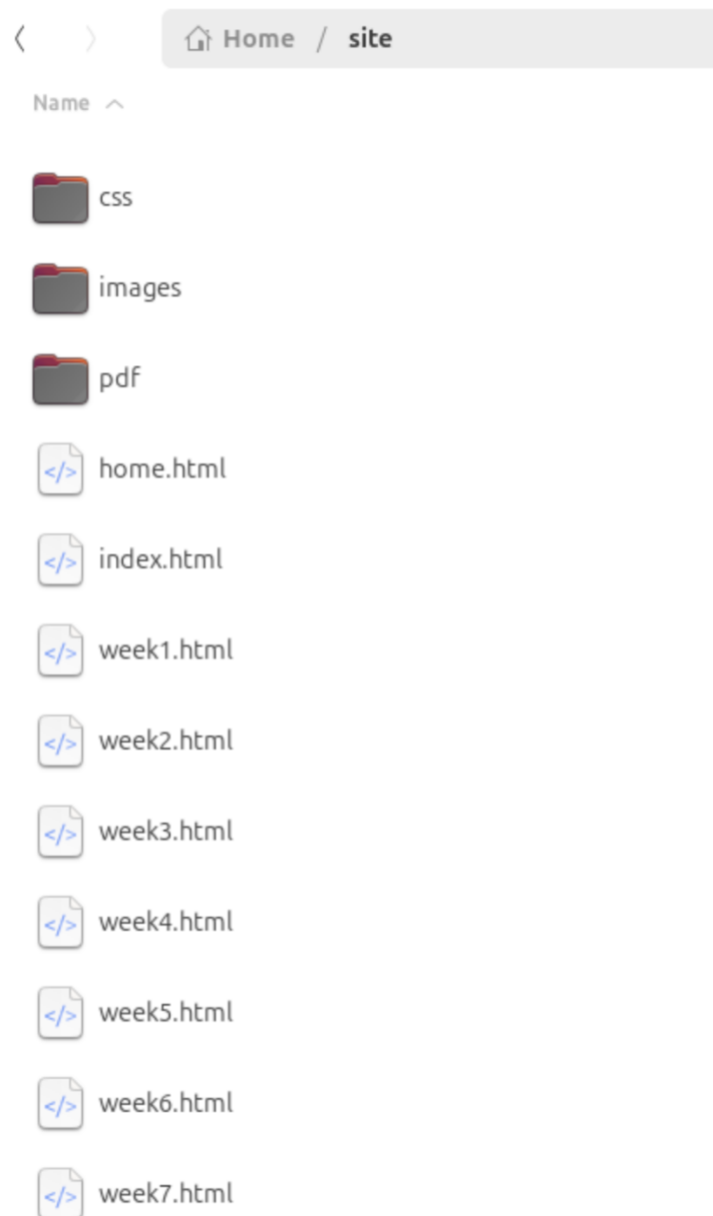 Home / site
Name
css
images
pdf
</> home.html
</> index.html
</> week1.html
</> week2.html
</> week3.html
</> week4.html
</> week5.html
</> week6.html
</> week7.html